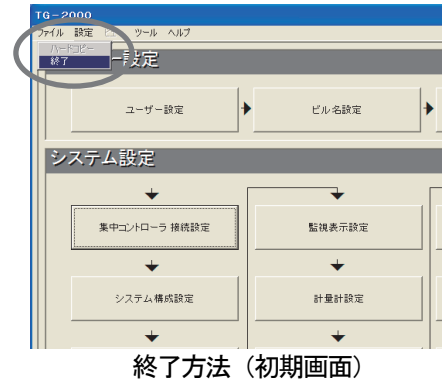 TG-2000
ファイル 設定 ツール ヘルプ
ハードコピー
終了
ー設定
ユーザー設定
ビル名設定
システム設定
集中コントローラ 接続設定
監視表示設定
システム構成設定
計量計設定
終了方法（初期画面）